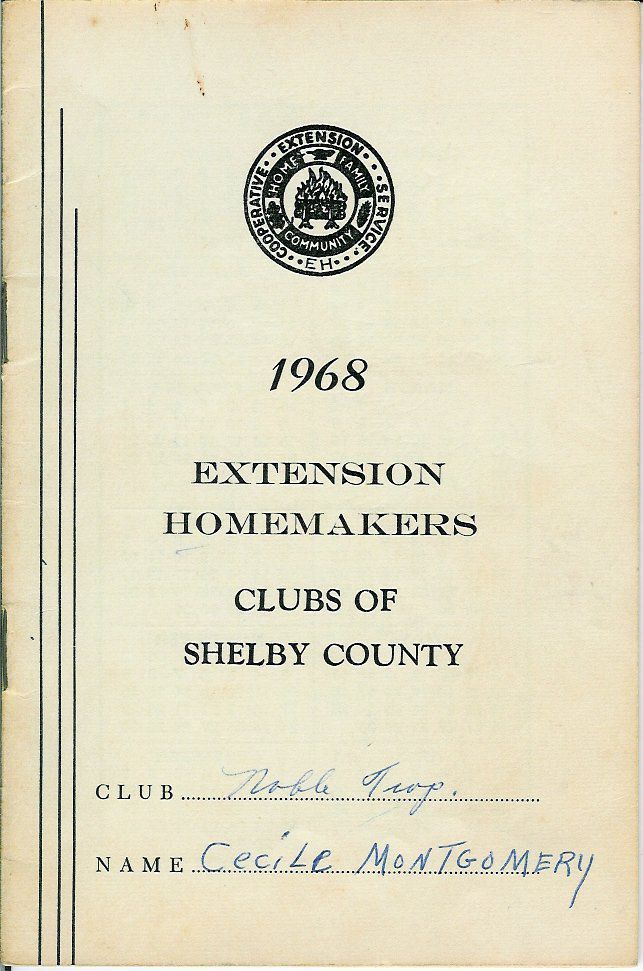 COOPERATIVE • • EXTENSION • • • SERVICE • •
HOME FAMILY
COMMUNITY
• • EH • • •
1968
EXTENSION
HOMEMAKERS
CLUBS OF
SHELBY COUNTY
CLUB Noble Twp.
NAME Cecile Montgomery